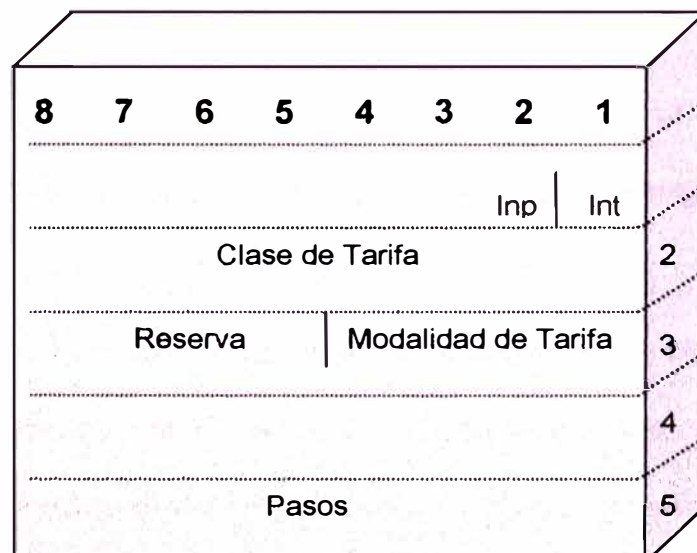 8 7 6 5 4 3 2 1
Inp Int
Clase de Tarifa 2
Reserva Modalidad de Tarifa 3
4
Pasos 5